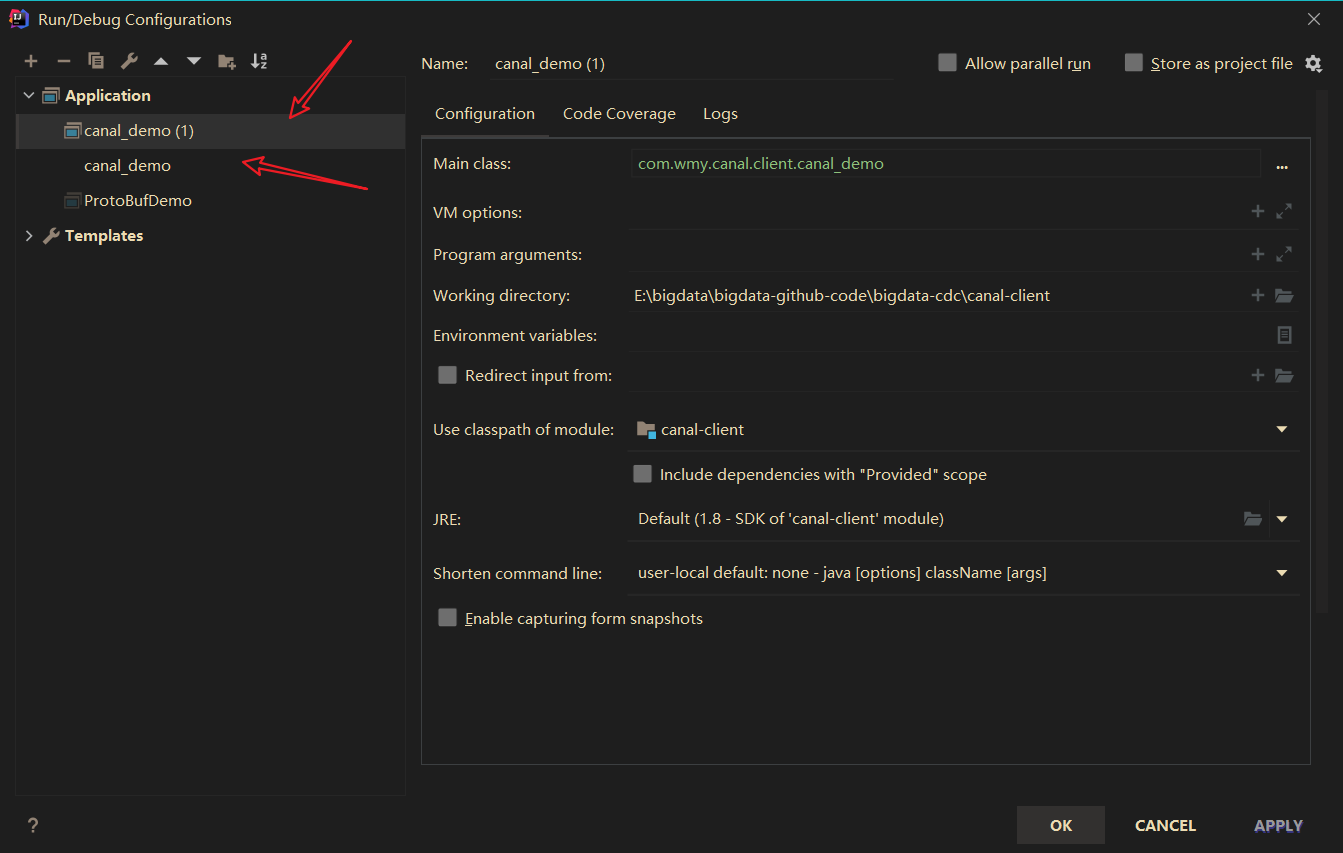 Run/Debug Configurations
Name: canal_demo (1) Allow parallel run Store as project file
Application
canal_demo (1)
canal_demo
ProtoBufDemo
Templates
Configuration Code Coverage Logs
Main class: com.wmy.canal.client.canal_demo ...
VM options:
Program arguments:
Working directory: E:\bigdata\bigdata-github-code\bigdata-cdc\canal-client
Environment variables:
Redirect input from:
Use classpath of module: canal-client
Include dependencies with "Provided" scope
JRE: Default (1.8 - SDK of 'canal-client' module)
Shorten command line: user-local default: none - java [options] className [args]
Enable capturing form snapshots
? OK CANCEL APPLY